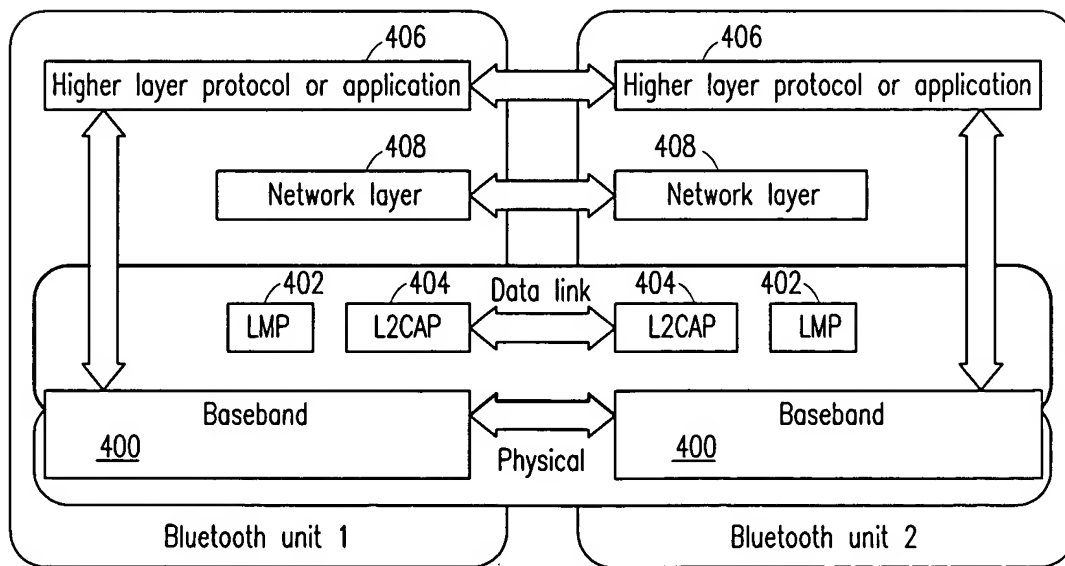 406
406
Higher layer protocol or application
Higher layer protocol or application
408
408
Network layer
Network layer
402
404
Data link
404
402
LMP
L2CAP
L2CAP
LMP
Baseband
Baseband
400
Physical
400
Bluetooth unit 1
Bluetooth unit 2